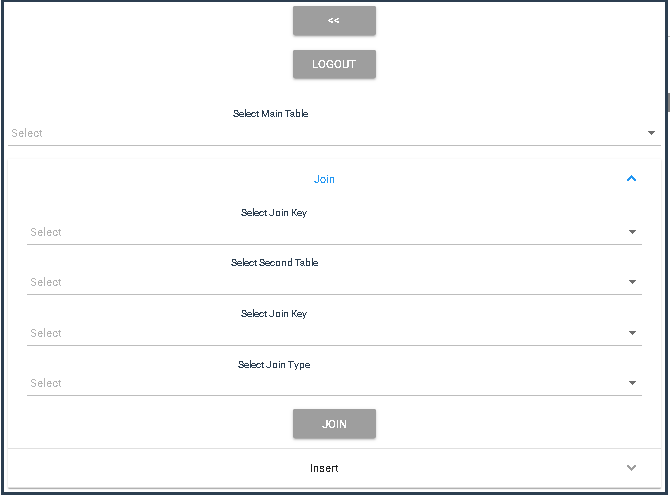 <<
LOGOUT
Select Main Table
Select
Join
Select Join Key
Select
Select Second Table
Select
Select Join Key
Select
Select Join Type
Select
JOIN
Insert